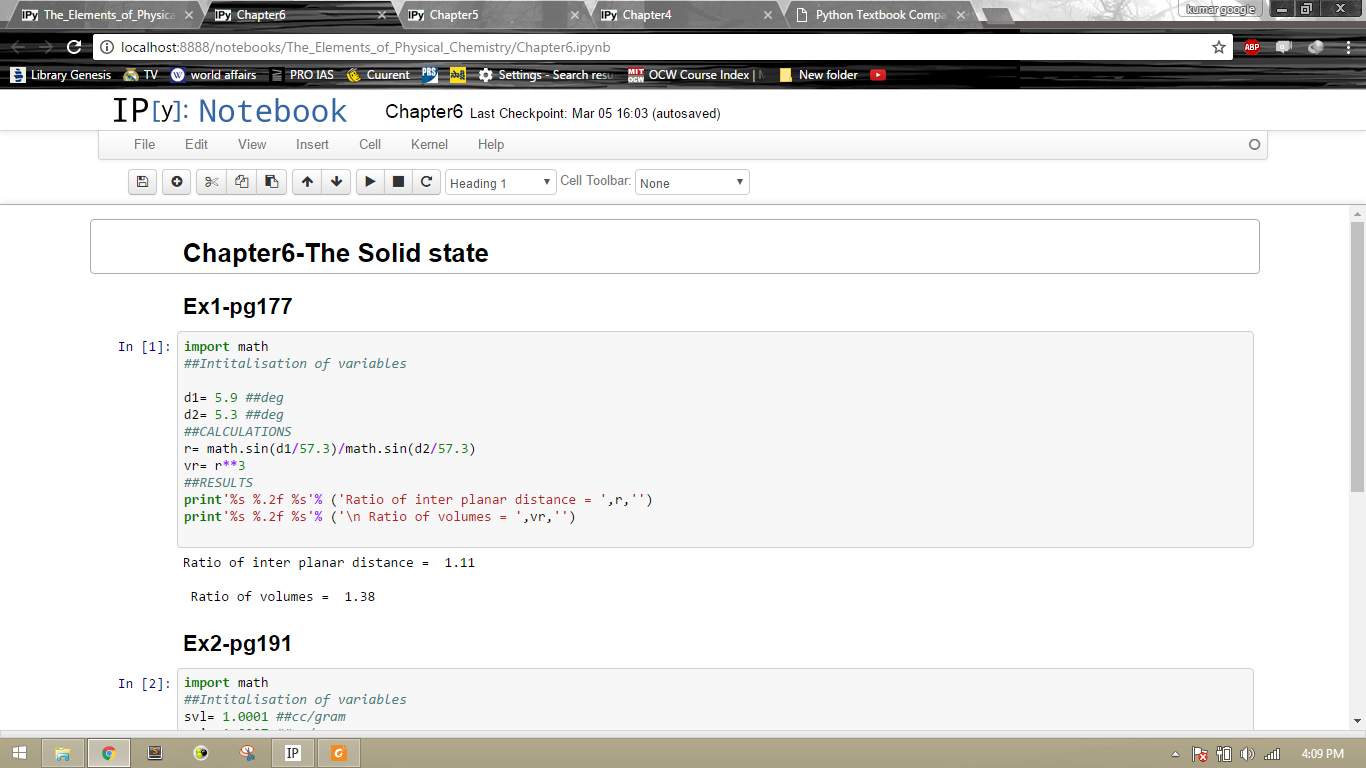 The_Elements_of_Physica
Chapter6
Chapter5
Chapter4
Python Textbook Compa
kumar google
localhost:8888/notebooks/The_Elements_of_Physical_Chemistry/Chapter6.ipynb
ABP
Library Genesis TV world affairs PRO IAS Cuurent PBS Settings - Search resu MIT OCW OCW Course Index | New folder
IP[y]: Notebook Chapter6 Last Checkpoint: Mar 05 16:03 (autosaved)
File Edit View Insert Cell Kernel Help
Heading 1 Cell Toolbar: None
Chapter6-The Solid state
Ex1-pg177
In [1]: import math
##Intitalisation of variables
d1= 5.9 ##deg
d2= 5.3 ##deg
##CALCULATIONS
r= math.sin(d1/57.3)/math.sin(d2/57.3)
vr= r**3
##RESULTS
print'%s %.2f %s'% ('Ratio of inter planar distance = ',r,'')
print'%s %.2f %s'% ('\n Ratio of volumes = ',vr,'')
Ratio of inter planar distance =  1.11
Ratio of volumes =  1.38
Ex2-pg191
In [2]: import math
##Intitalisation of variables
svl= 1.0001 ##cc/gram
IP
4:09 PM